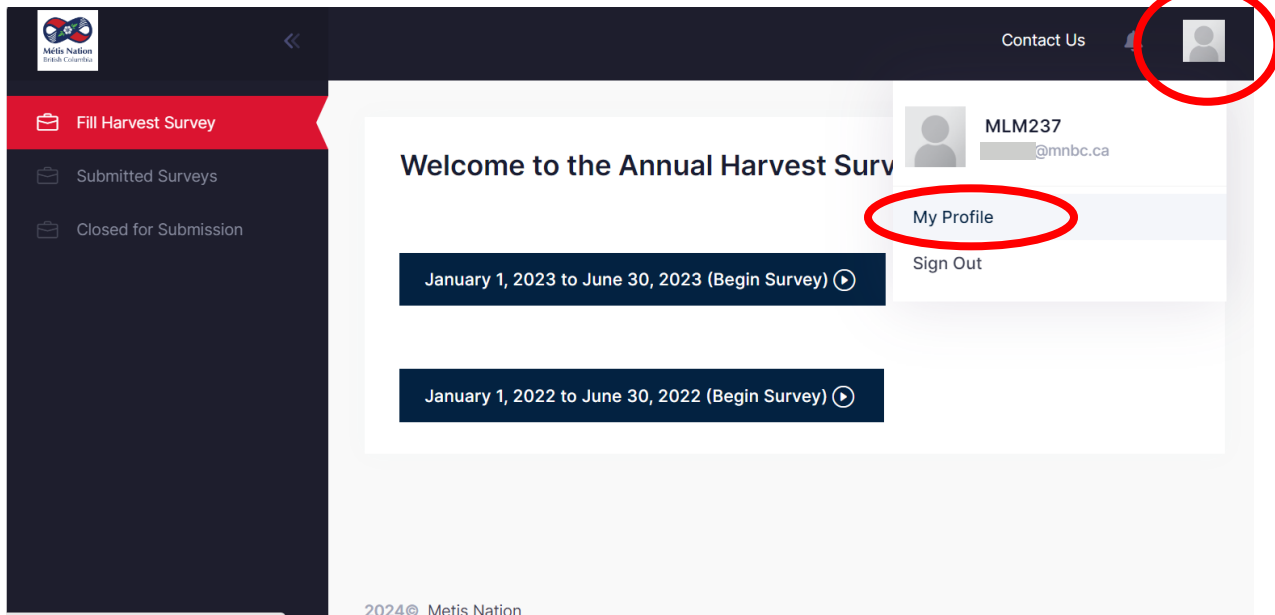 Métis Nation
British Columbia
Contact Us
Fill Harvest Survey
Submitted Surveys
Closed for Submission
MLM237
@mnbc.ca
My Profile
Sign Out
Welcome to the Annual Harvest Surv
January 1, 2023 to June 30, 2023 (Begin Survey)
January 1, 2022 to June 30, 2022 (Begin Survey)
2024© Metis Nation